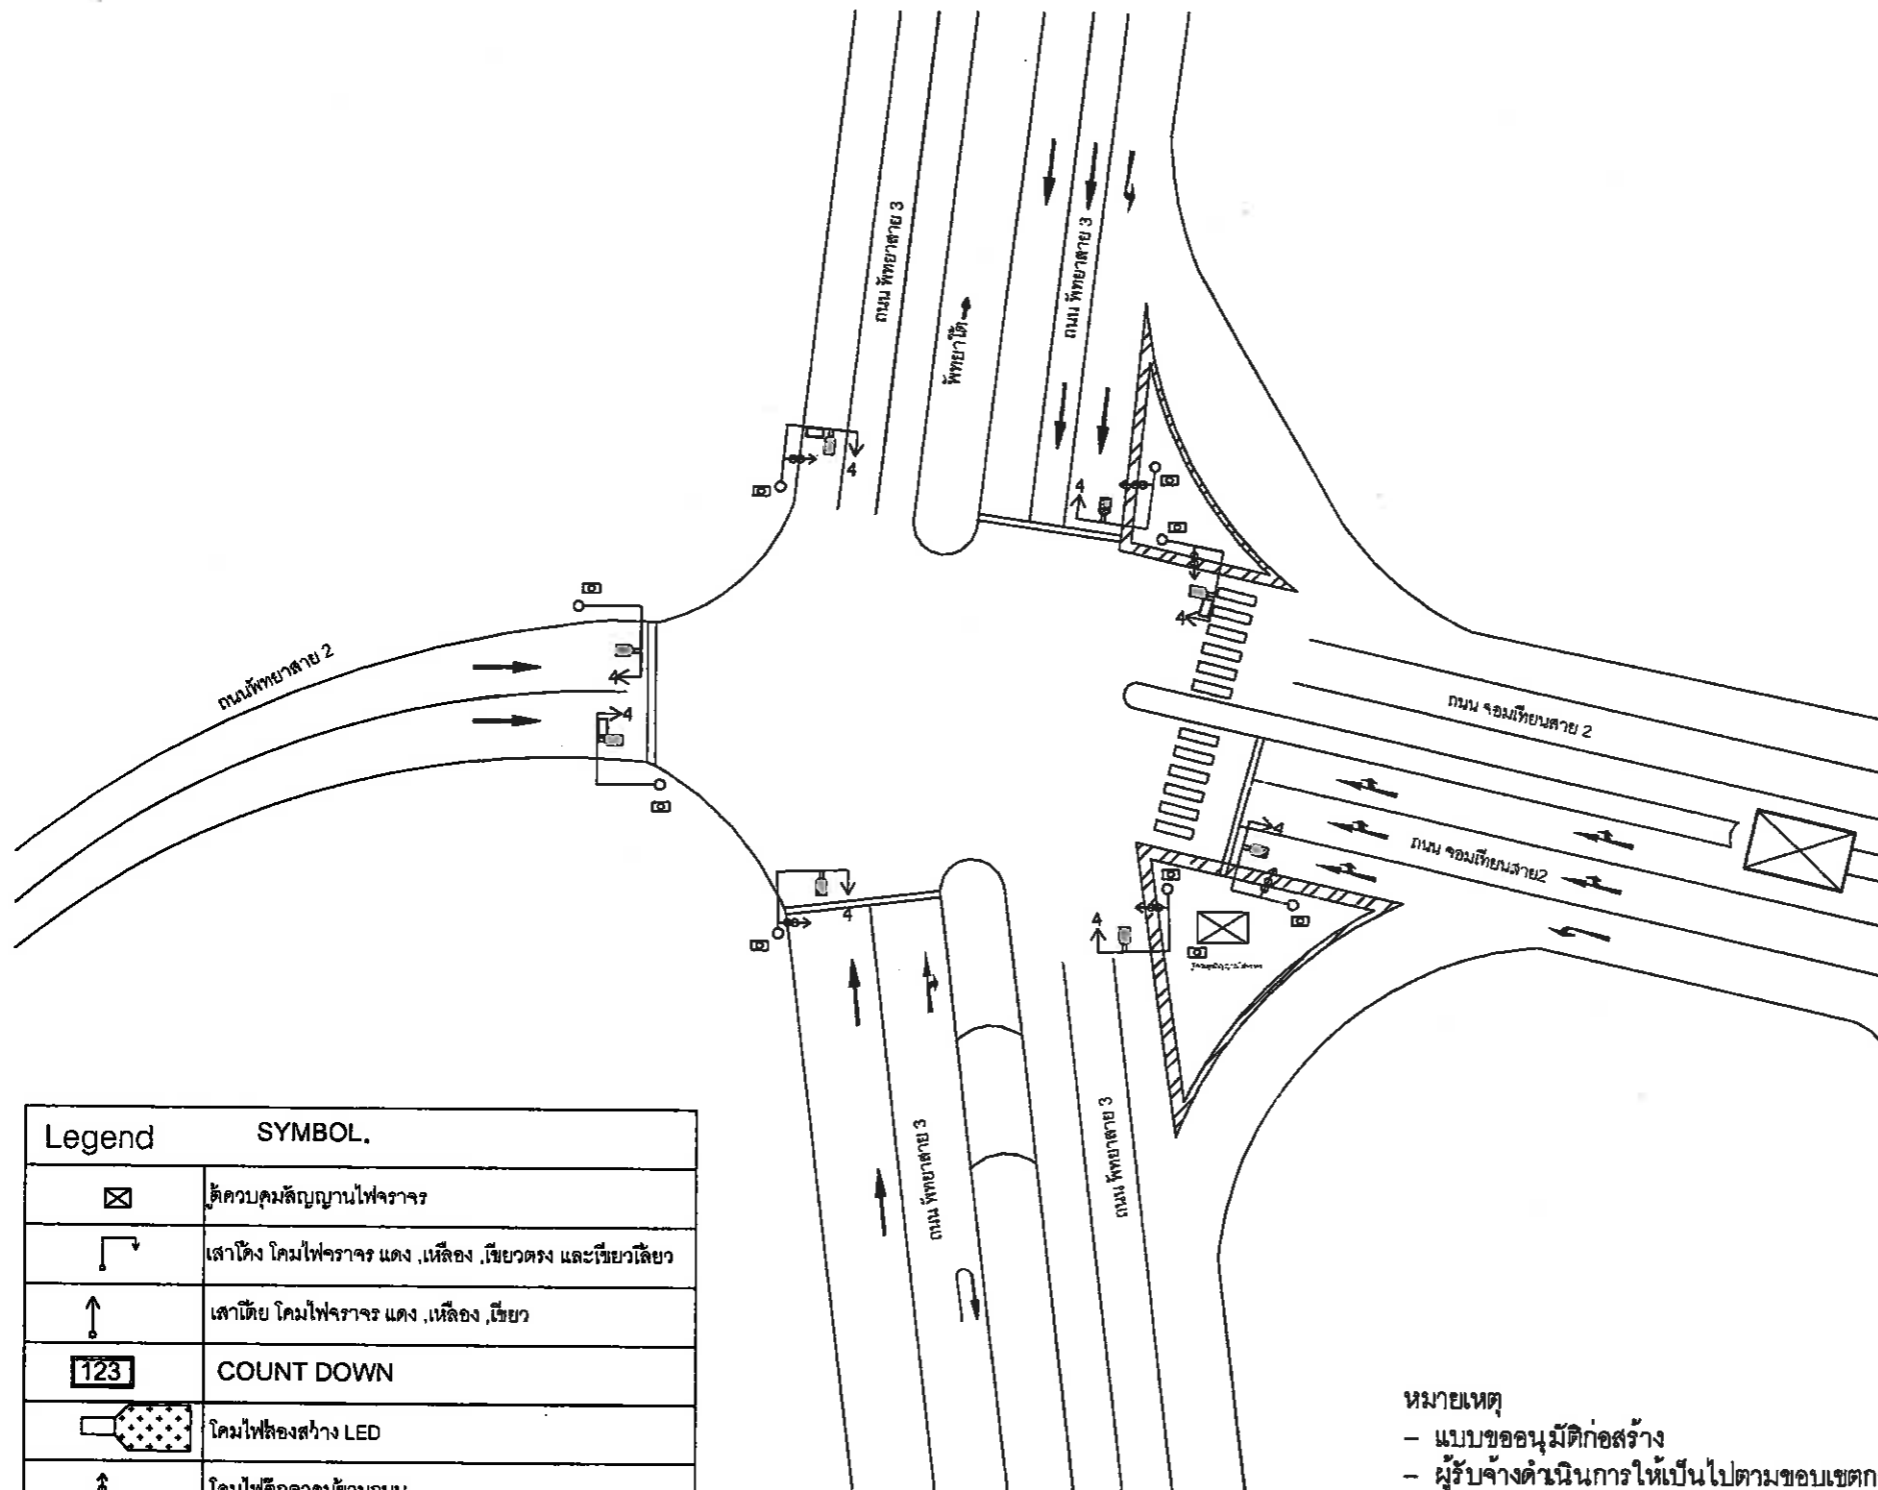 ถนน พัทยาสาย 3
ถนน พัทยาสาย 3
พัทยาใต้
4
4
4
ถนนพัทยาสาย 2
4
4
ถนน จอมเทียนสาย 2
4
ถนน จอมเทียนสาย2
4
4
ถนน พัทยาสาย 3
ถนน พัทยาสาย 3
Legend SYMBOL.
ตู้ควบคุมสัญญานไฟจราจร
เสาโค้ง โคมไฟจราจร แดง ,เหลือง ,เขียวตรง และเขียวเลี้ยว
เสาเตี้ย โคมไฟจราจร แดง ,เหลือง ,เขียว
123 COUNT DOWN
โคมไฟส่องสว่าง LED
หมายเหตุ
– แบบขออนุมัติก่อสร้าง
– ผู้รับจ้างดำเนินการให้เป็นไปตามขอบเขตก